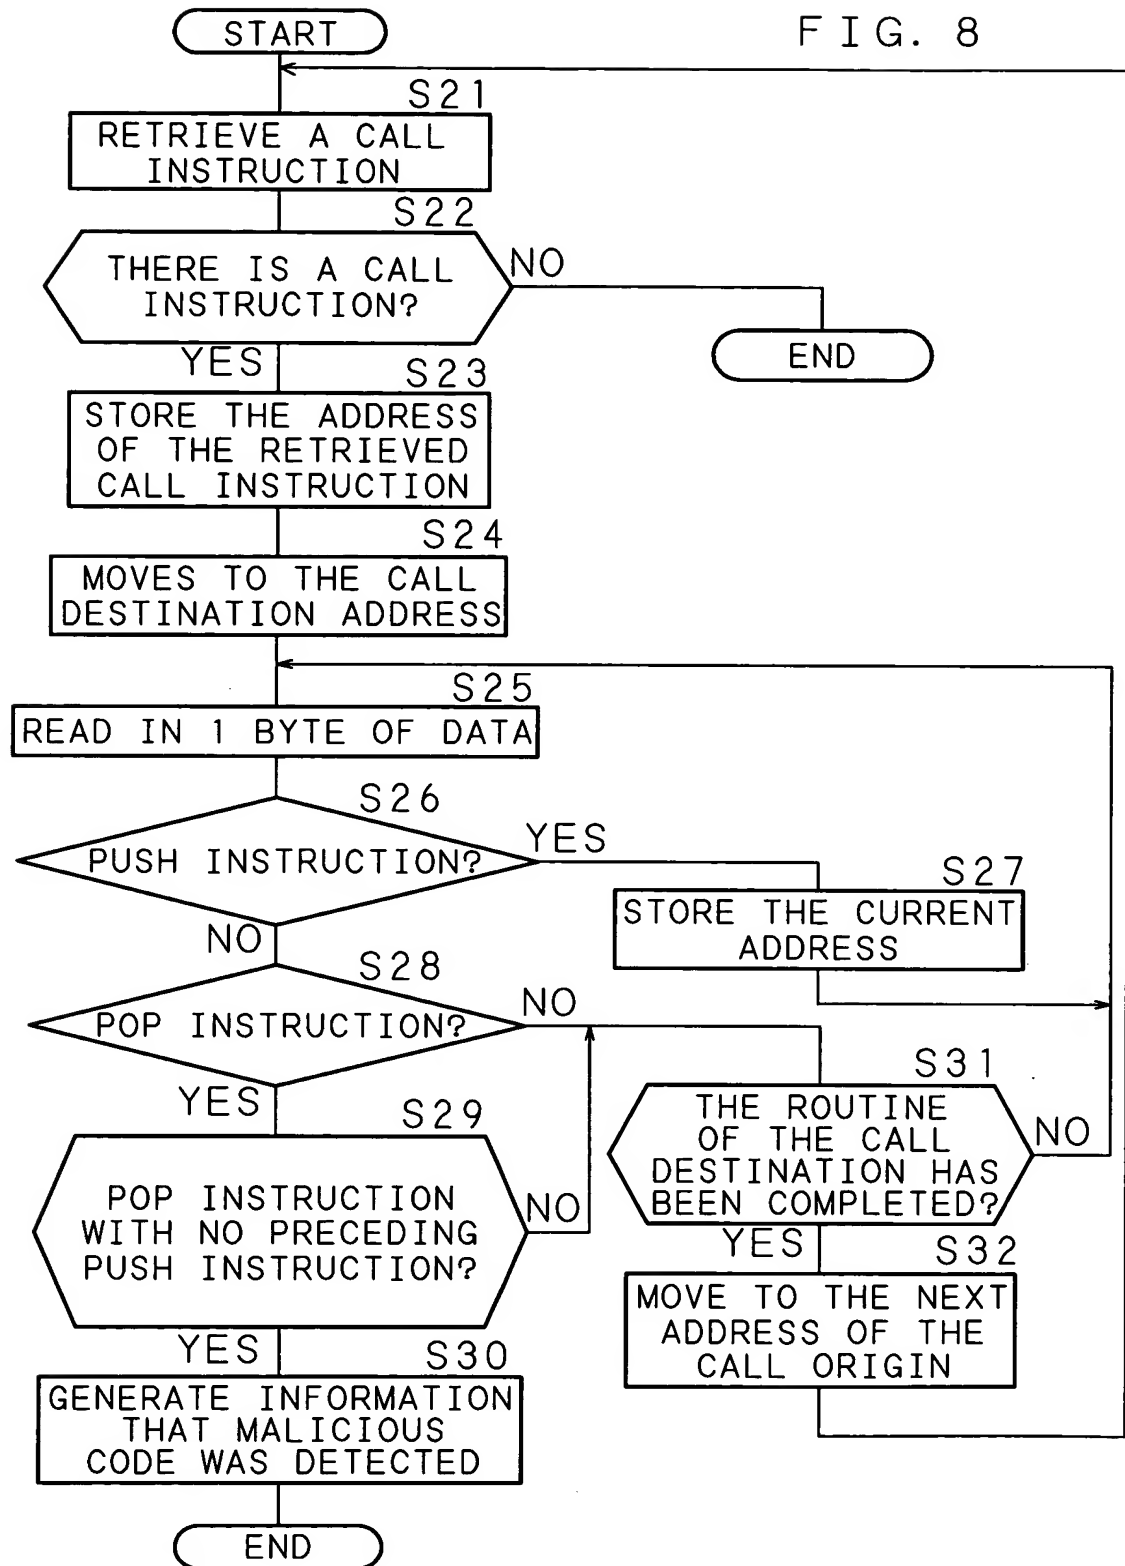 START
FIG. 8
S21
RETRIEVE A CALL
INSTRUCTION
S22
THERE IS A CALL
INSTRUCTION?
NO
END
YES
S23
STORE THE ADDRESS
OF THE RETRIEVED
CALL INSTRUCTION
S24
MOVES TO THE CALL
DESTINATION ADDRESS
S25
READ IN 1 BYTE OF DATA
S26
PUSH INSTRUCTION?
YES
S27
STORE THE CURRENT
ADDRESS
NO
S28
POP INSTRUCTION?
NO
YES
S29
POP INSTRUCTION
WITH NO PRECEDING
PUSH INSTRUCTION?
NO
S31
THE ROUTINE
OF THE CALL
DESTINATION HAS
BEEN COMPLETED?
NO
YES
S32
MOVE TO THE NEXT
ADDRESS OF THE
CALL ORIGIN
YES
S30
GENERATE INFORMATION
THAT MALICIOUS
CODE WAS DETECTED
END